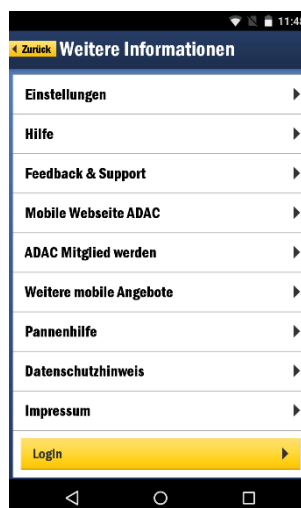 11:48
Zurück Weitere Informationen
Einstellungen
Hilfe
Feedback & Support
Mobile Webseite ADAC
ADAC Mitglied werden
Weitere mobile Angebote
Pannenhilfe
Datenschutzhinweis
Impressum
Login